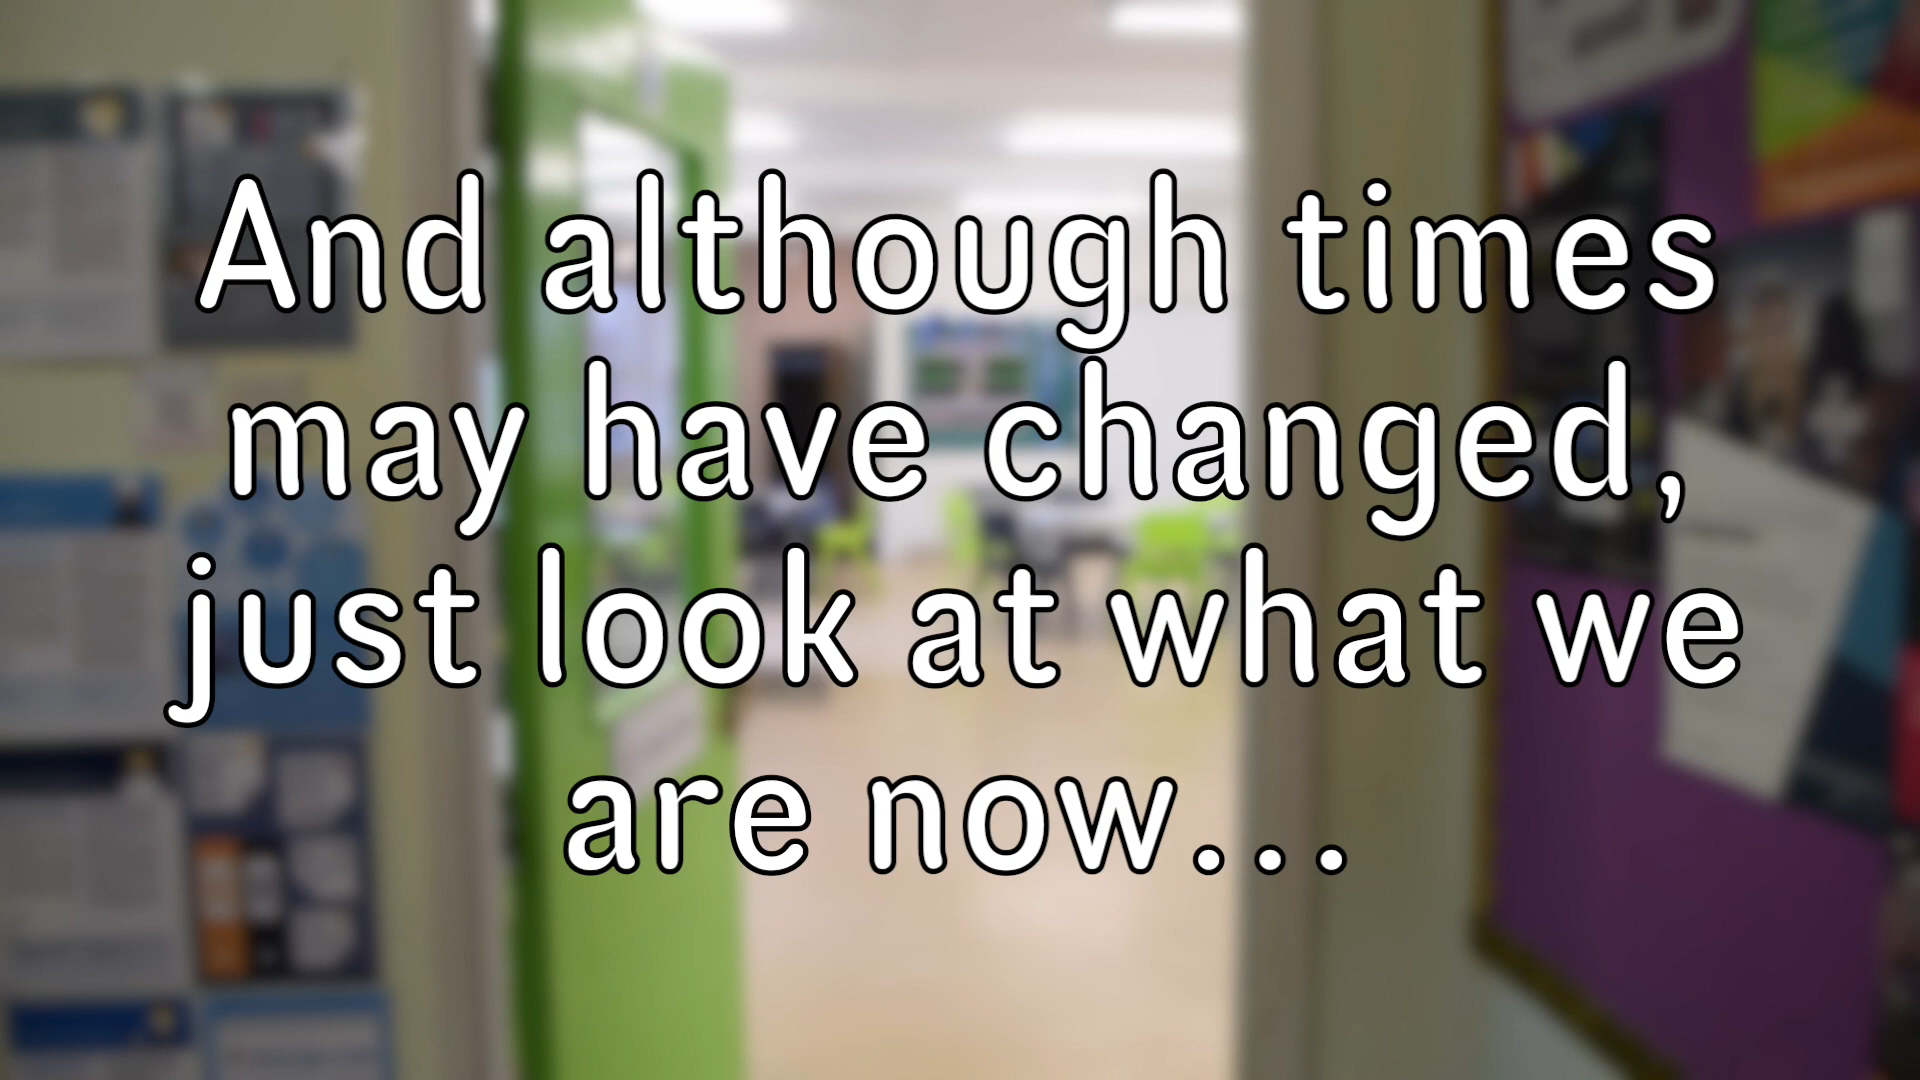 And although times
may have changed,
just look at what we
are now...